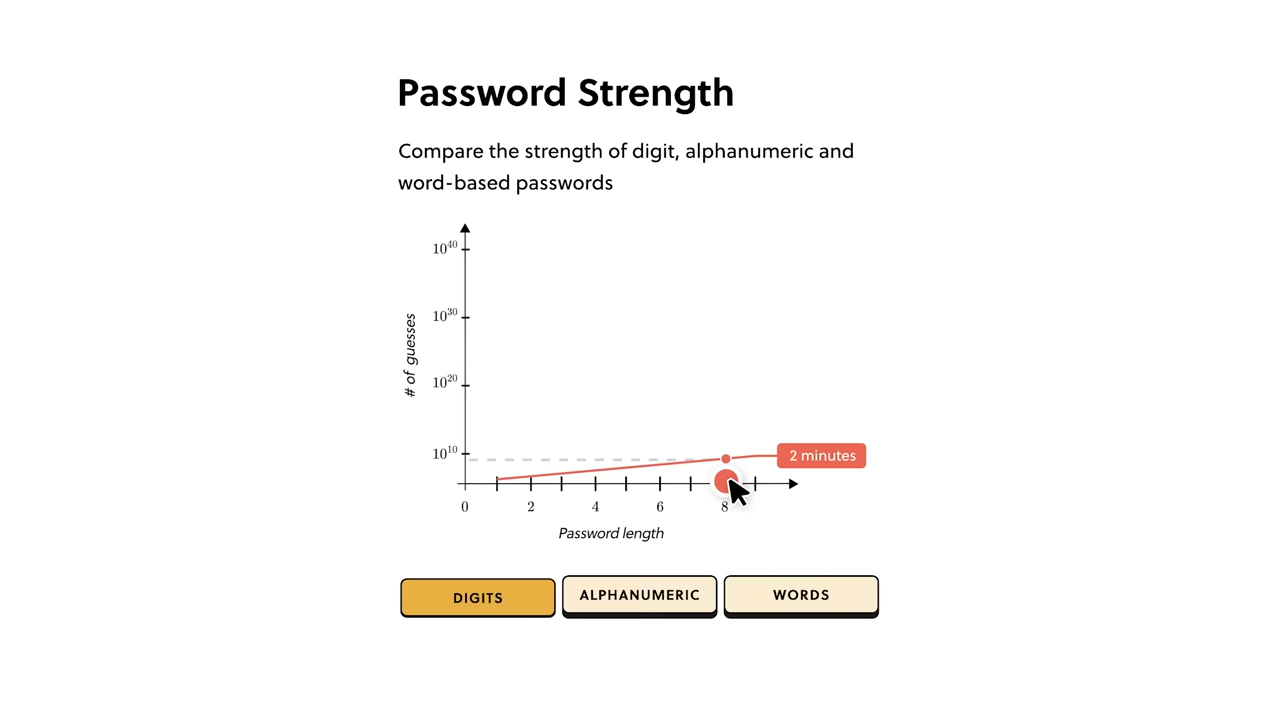 Password Strength
Compare the strength of digit, alphanumeric and
word-based passwords
10^40
10^30
10^20
10^10
# of guesses
2 minutes
0 2 4 6 8
Password length
DIGITS ALPHANUMERIC WORDS